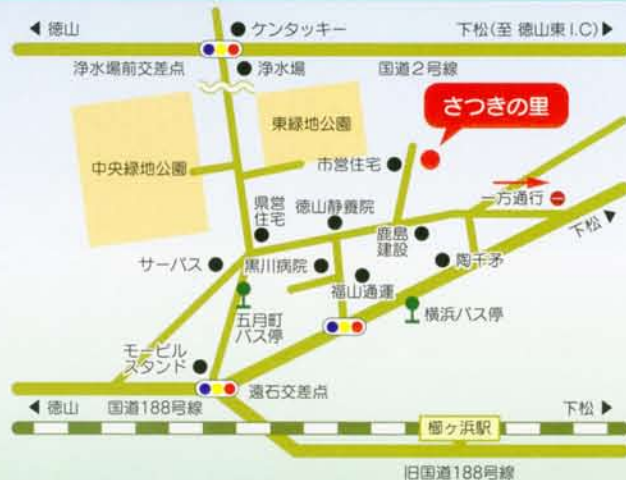 ◀ 徳山
ケンタッキー
下松(至 徳山東I.C)▶
浄水場前交差点
浄水場
国道2号線
さつきの里
東緑地公園
中央緑地公園
市営住宅
一方通行
県営
住宅
徳山静養院
鹿島
建設
下松 ▶
サーパス
黒川病院
陶千矛
福山通運
五月町
バス停
横浜バス停
モービル
スタンド
遠石交差点
◀ 徳山
国道188号線
下松 ▶
櫛ヶ浜駅
旧国道188号線